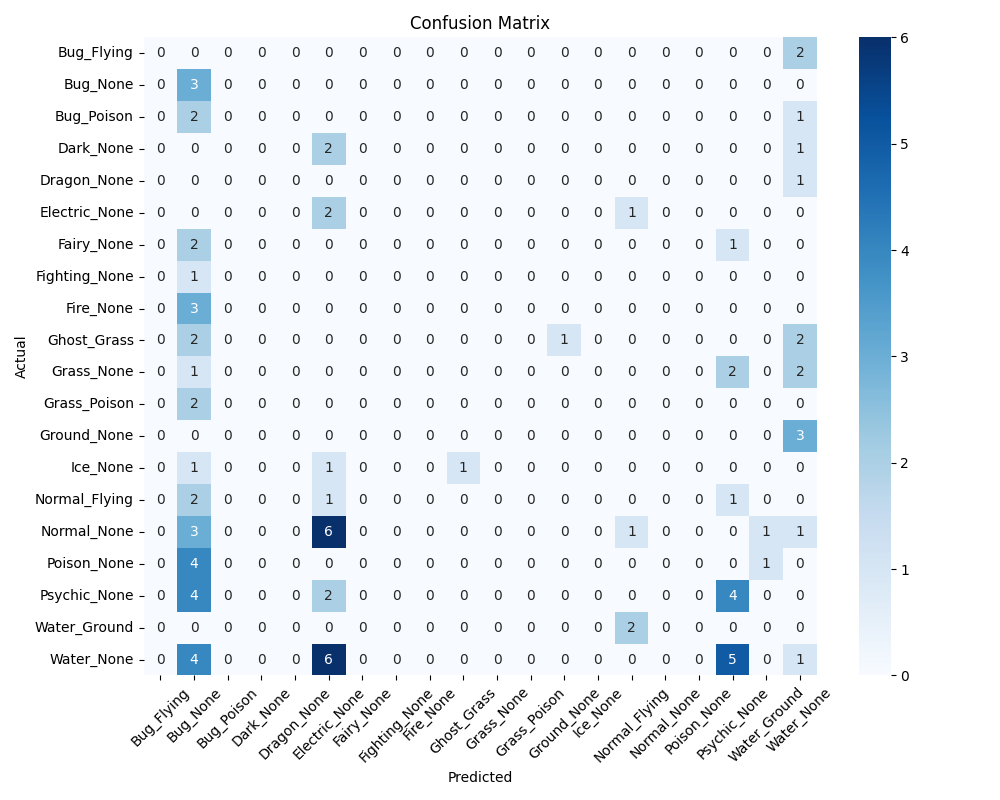 Confusion Matrix
Bug_Flying 0 0 0 0 0 0 0 0 0 0 0 0 0 0 0 0 0 0 0 2
Bug_None 0 3 0 0 0 0 0 0 0 0 0 0 0 0 0 0 0 0 0 0
Bug_Poison 0 2 0 0 0 0 0 0 0 0 0 0 0 0 0 0 0 0 0 1
Dark_None 0 0 0 0 0 2 0 0 0 0 0 0 0 0 0 0 0 0 0 1
Dragon_None 0 0 0 0 0 0 0 0 0 0 0 0 0 0 0 0 0 0 0 1
Electric_None 0 0 0 0 0 2 0 0 0 0 0 0 0 0 1 0 0 0 0 0
Fairy_None 0 2 0 0 0 0 0 0 0 0 0 0 0 0 0 0 0 1 0 0
Fighting_None 0 1 0 0 0 0 0 0 0 0 0 0 0 0 0 0 0 0 0 0
Fire_None 0 3 0 0 0 0 0 0 0 0 0 0 0 0 0 0 0 0 0 0
Ghost_Grass 0 2 0 0 0 0 0 0 0 0 0 0 1 0 0 0 0 0 0 2
Grass_None 0 1 0 0 0 0 0 0 0 0 0 0 0 0 0 0 0 2 0 2
Grass_Poison 0 2 0 0 0 0 0 0 0 0 0 0 0 0 0 0 0 0 0 0
Ground_None 0 0 0 0 0 0 0 0 0 0 0 0 0 0 0 0 0 0 0 3
Ice_None 0 1 0 0 0 1 0 0 0 1 0 0 0 0 0 0 0 0 0 0
Normal_Flying 0 2 0 0 0 1 0 0 0 0 0 0 0 0 0 0 0 1 0 0
Normal_None 0 3 0 0 0 6 0 0 0 0 0 0 0 0 1 0 0 0 1 1
Poison_None 0 4 0 0 0 0 0 0 0 0 0 0 0 0 0 0 0 0 1 0
Psychic_None 0 4 0 0 0 2 0 0 0 0 0 0 0 0 0 0 0 4 0 0
Water_Ground 0 0 0 0 0 0 0 0 0 0 0 0 0 0 2 0 0 0 0 0
Water_None 0 4 0 0 0 6 0 0 0 0 0 0 0 0 0 0 0 5 0 1
Actual
Bug_Flying
Bug_None
Bug_Poison
Dark_None
Dragon_None
Electric_None
Fairy_None
Fighting_None
Fire_None
Ghost_Grass
Grass_None
Grass_Poison
Ground_None
Ice_None
Normal_Flying
Normal_None
Poison_None
Psychic_None
Water_Ground
Water_None
Predicted
6
5
4
3
2
1
0